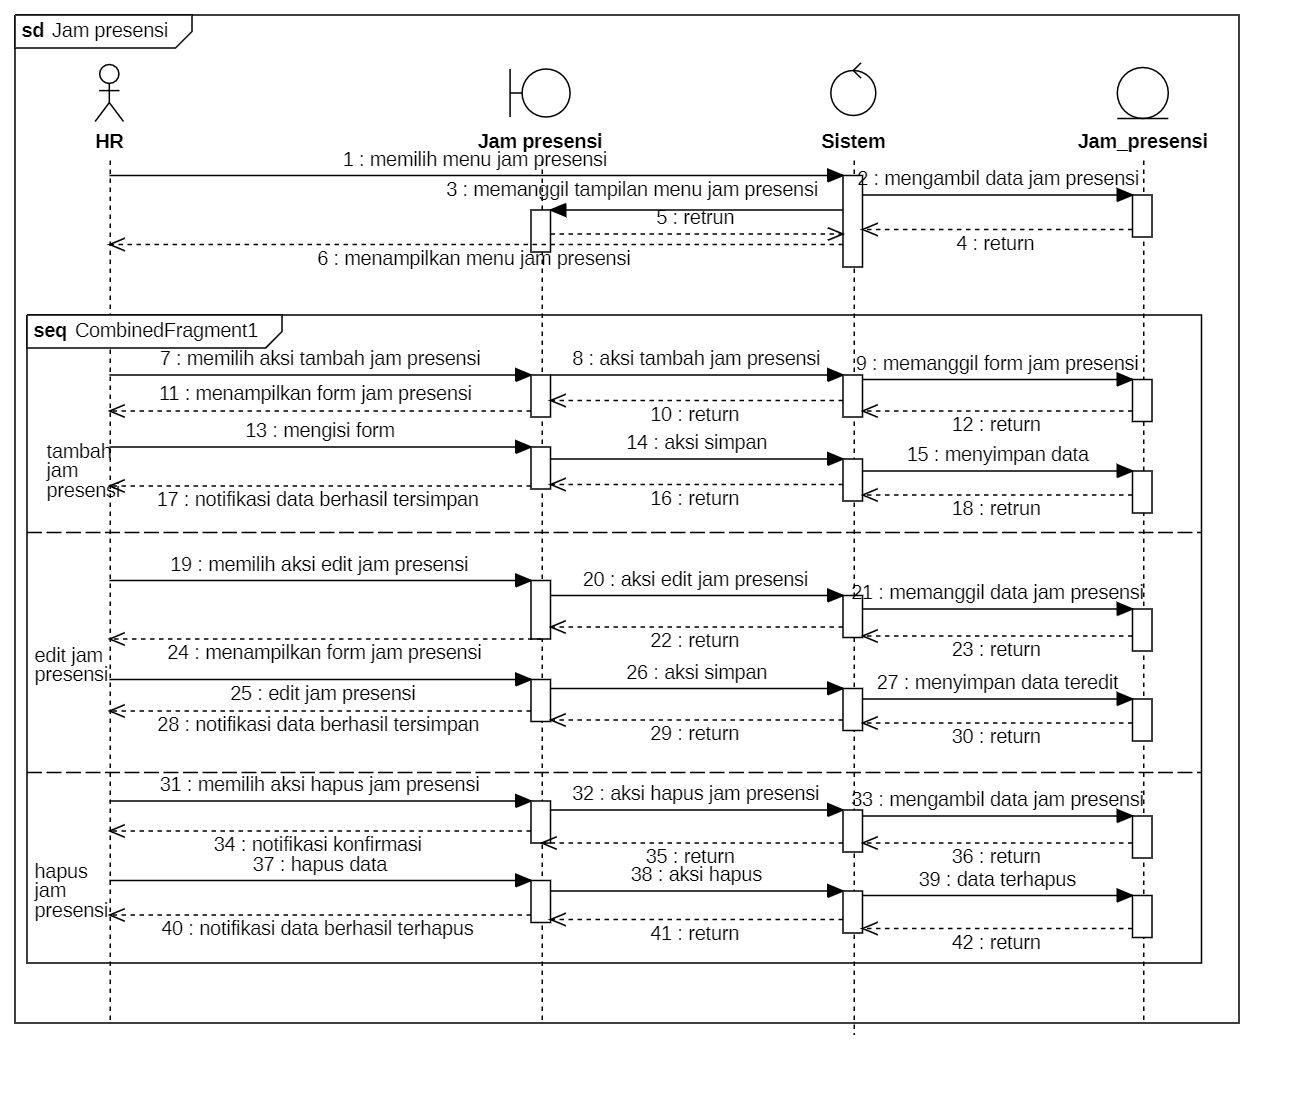 sd Jam presensi
HR
Jam presensi
Sistem
Jam_presensi
1 : memilih menu jam presensi
2 : mengambil data jam presensi
3 : memanggil tampilan menu jam presensi
5 : retrun
4 : return
6 : menampilkan menu jam presensi
seq CombinedFragment1
7 : memilih aksi tambah jam presensi
8 : aksi tambah jam presensi
9 : memanggil form jam presensi
11 : menampilkan form jam presensi
10 : return
12 : return
13 : mengisi form
14 : aksi simpan
15 : menyimpan data
tambah
jam
presensi
17 : notifikasi data berhasil tersimpan
16 : return
18 : retrun
19 : memilih aksi edit jam presensi
20 : aksi edit jam presensi
21 : memanggil data jam presensi
24 : menampilkan form jam presensi
22 : return
23 : return
edit jam
presensi
25 : edit jam presensi
26 : aksi simpan
27 : menyimpan data teredit
28 : notifikasi data berhasil tersimpan
29 : return
30 : return
31 : memilih aksi hapus jam presensi
32 : aksi hapus jam presensi
33 : mengambil data jam presensi
34 : notifikasi konfirmasi
35 : return
36 : return
37 : hapus data
38 : aksi hapus
39 : data terhapus
hapus
jam
presensi
40 : notifikasi data berhasil terhapus
41 : return
42 : return